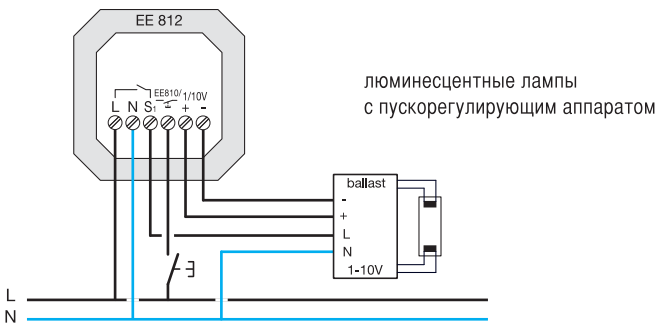 EE 812
люминесцентные лампы
с пускорегулирующим аппаратом
EE810/ 1/10V
L N S1 + -
ballast
-
+
L
N
1-10V
L
N